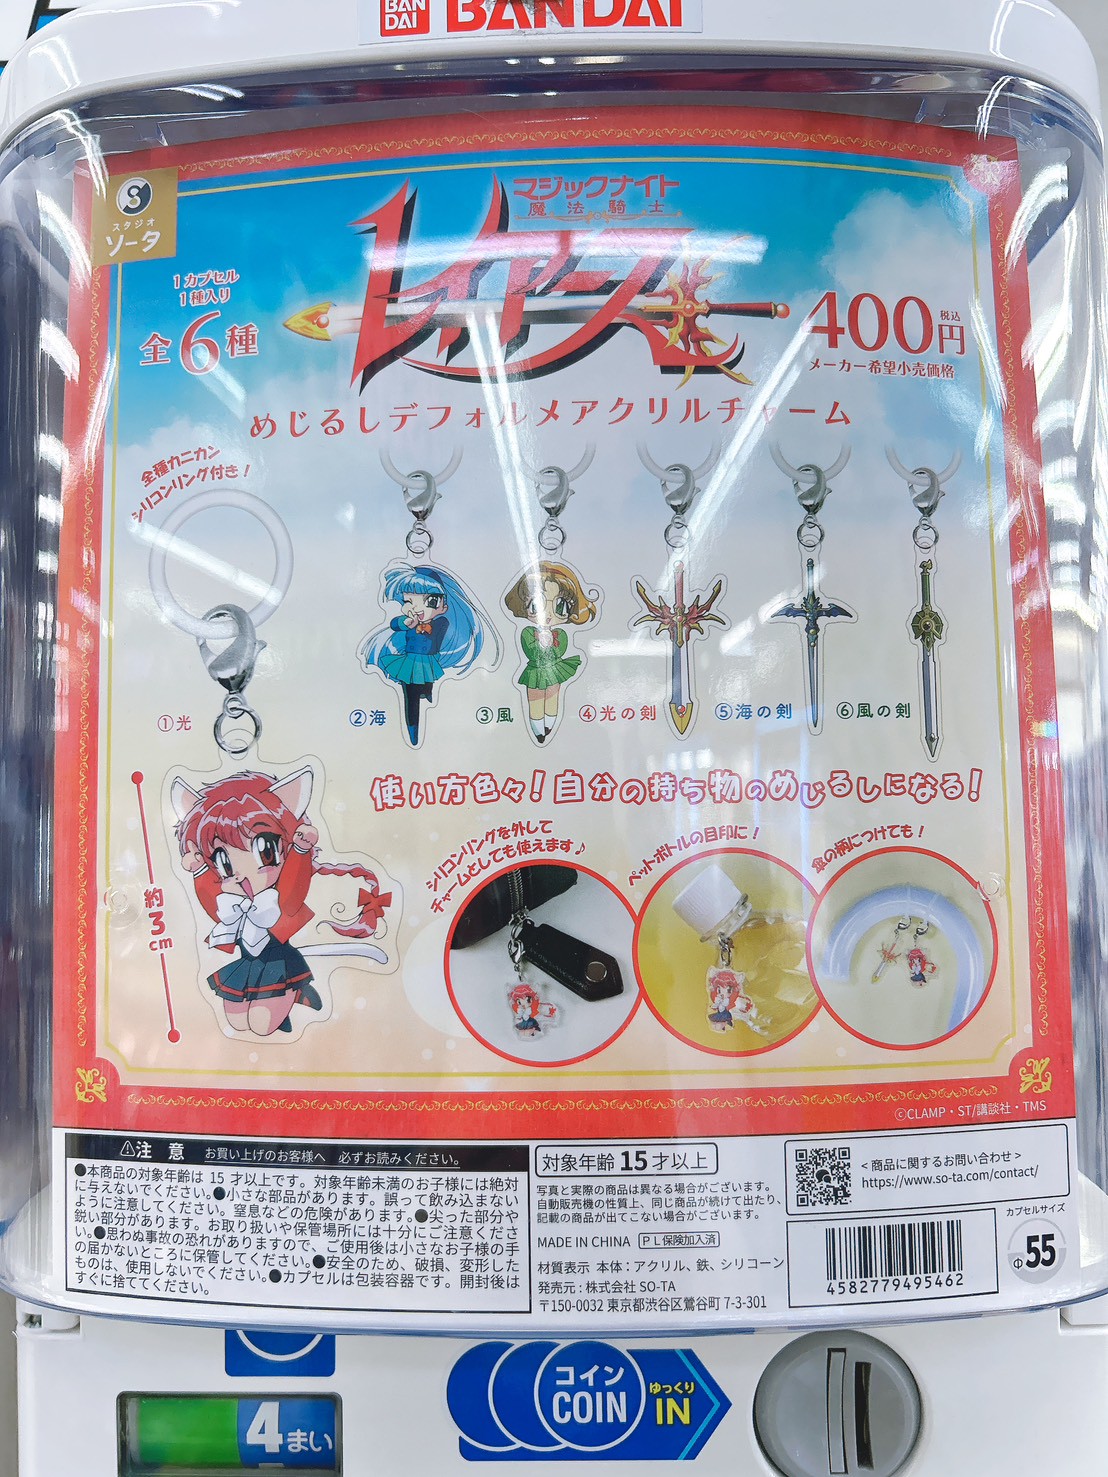 BAN
DAI
BANDAI
スタジオ
ソータ
マジックナイト
魔法騎士
レイアース
1カプセル
1種入り
全6種
400円
税込
メーカー希望小売価格
めじるしデフォルメアクリルチャーム
全種カニカン
シリコンリング付き!
①光
②海
③風
④光の剣
⑤海の剣
⑥風の剣
約3cm
使い方色々!自分の持ち物のめじるしになる!
シリコンリングを外して
チャームとしても使えます♪
ペットボトルの目印に!
傘の柄につけても!
©CLAMP・ST/講談社・TMS
⚠注意 お買い上げのお客様へ 必ずお読みください。
●本商品の対象年齢は 15 才以上です。対象年齢未満のお子様には絶対
に与えないでください。●小さな部品があります。誤って飲み込まない
ように注意してください。窒息などの危険があります。●尖った部分や
鋭い部分があります。お取り扱いや保管場所には十分にご注意くださ
い。●思わぬ事故の恐れがありますので、ご使用後は小さなお子様の手
の届かないところに保管してください。●安全のため、破損、変形した
ものは、使用しないでください。●カプセルは包装容器です。開封後は
すぐに捨ててください。
対象年齢15才以上
写真と実際の商品は異なる場合がございます。
自動販売機の性質上、同じ商品が続けて出たり、
記載の商品が出てこない場合がございます。
MADE IN CHINA PL保険加入済
材質表示 本体:アクリル、鉄、シリコーン
発売元:株式会社 SO-TA
〒150-0032 東京都渋谷区鶯谷町 7-3-301
<商品に関するお問い合わせ>
https://www.so-ta.com/contact/
カプセルサイズ
Φ55
4582779495462
4まい
コイン
COIN
ゆっくり
IN